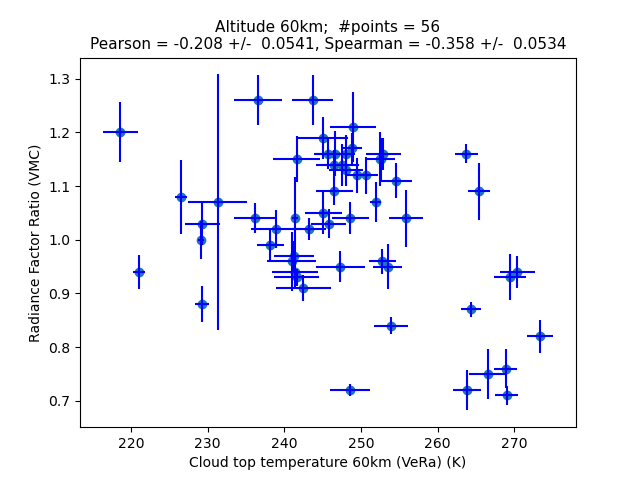 Altitude 60km;  #points = 56
Pearson = -0.208 +/-  0.0541, Spearman = -0.358 +/-  0.0534
1.3
1.2
1.1
1.0
0.9
0.8
0.7
Radiance Factor Ratio (VMC)
220 230 240 250 260 270
Cloud top temperature 60km (VeRa) (K)